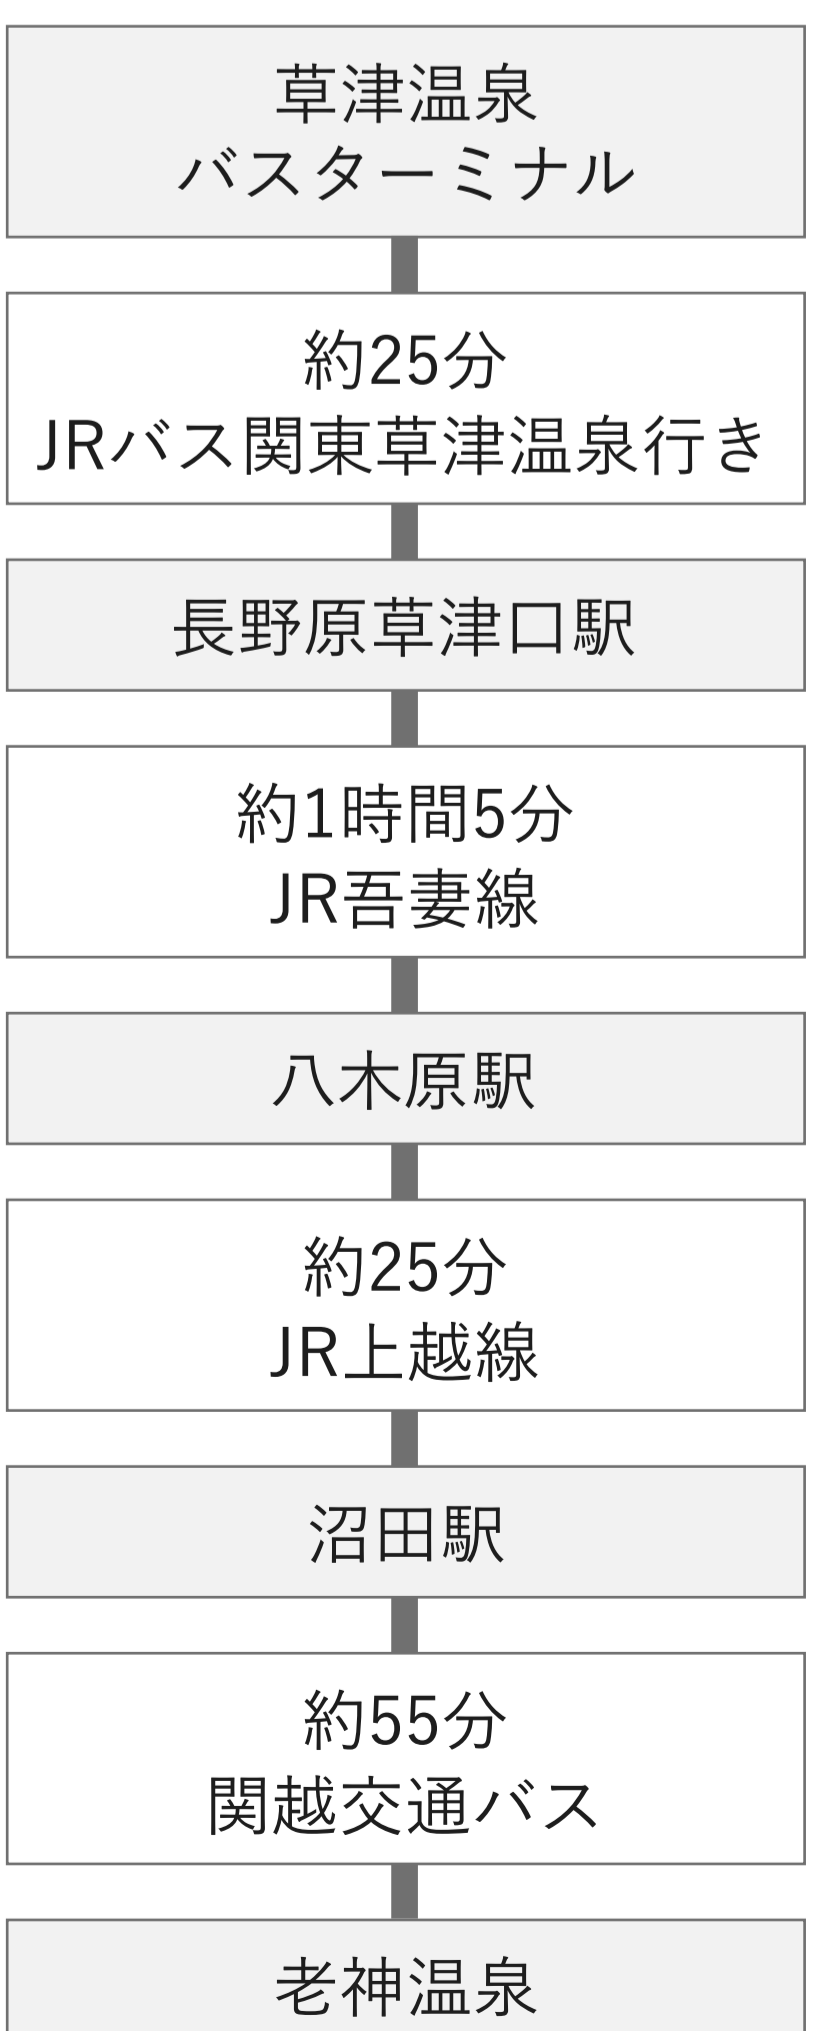 草津温泉
バスターミナル
約25分
JRバス関東草津温泉行き
長野原草津口駅
約1時間5分
JR吾妻線
八木原駅
約25分
JR上越線
沼田駅
約55分
関越交通バス
老神温泉